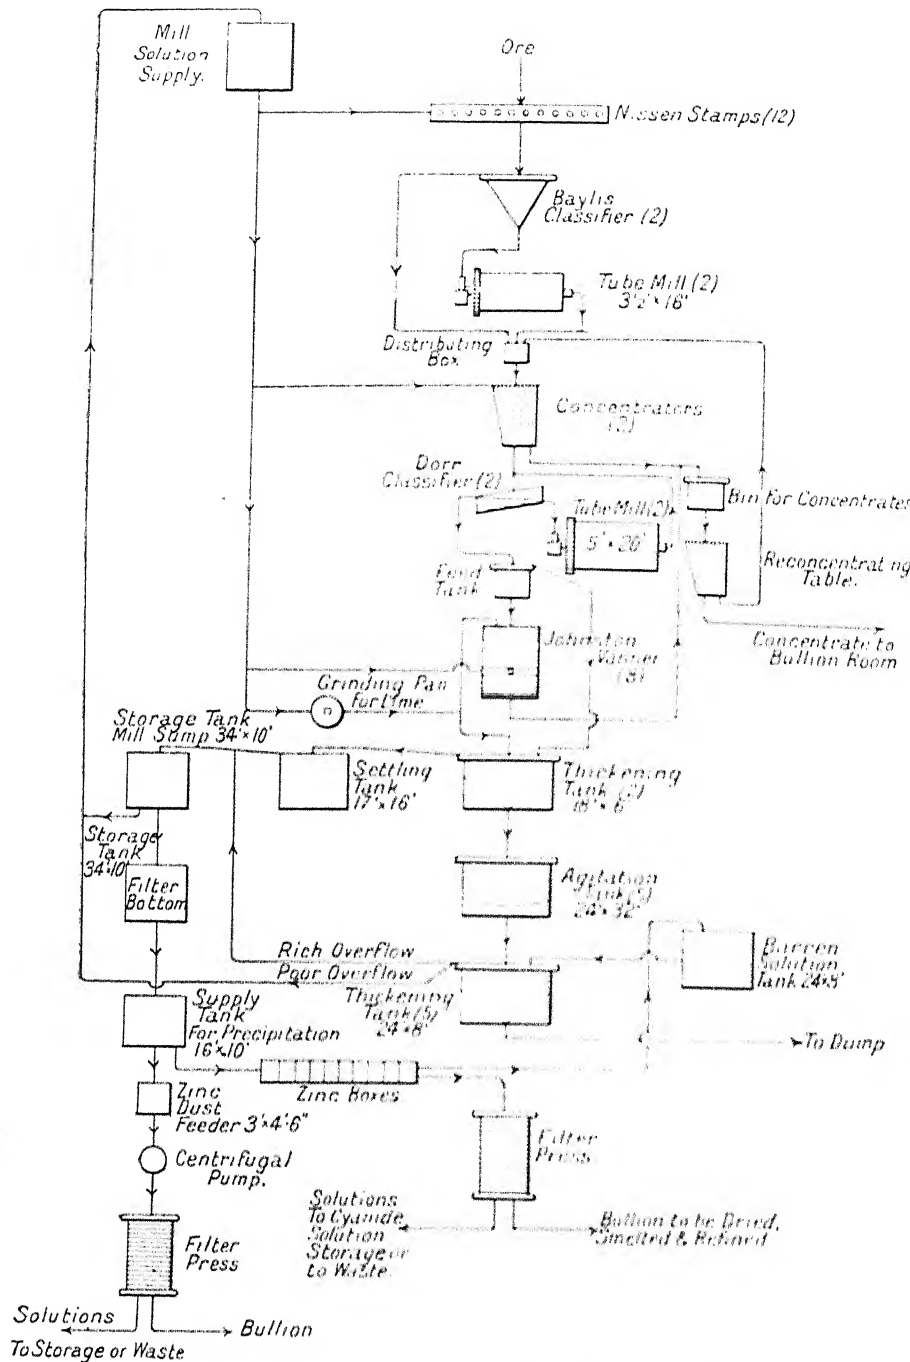 Mill
Solution
Supply.
Ore
Nissen Stamps (12)
Baylis
Classifier (2)
Tube Mill (2)
3'2" × 16'
Distributing
Box.
Concentraters
(2)
Dorr
Classifier (2)
Tube Mill (2)
5' × 20'
Bin for Concentrates
Reconcentrating
Table.
Feed
Tank
Concentrate to
Bullion Room
Johnston
Vanner
(8)
Grinding Pan
For Lime
Storage Tank
Mill Sump 34'×10'
Settling
Tank
17'×16'
Thickening
Tank (2)
18' × 6'
Storage
Tank
34'×10'
Filter
Bottom
Agitation
Tank (5)
24'×32'
Rich Overflow
Poor Overflow
Barren
Solution
Tank 24×8'
Thickening
Tank (5)
24'×8'
Supply
Tank
For Precipitation
16'×10'
To Dump
Zinc Boxes
Zinc
Dust
Feeder 3'×4'-6"
Centrifugal
Pump.
Filter
Press.
Solutions
To Cyanide
Solution
Storage or
to Waste.
Bullion to be Dried,
Smelted & Refined
Filter
Press
Solutions
To Storage or Waste
Bullion